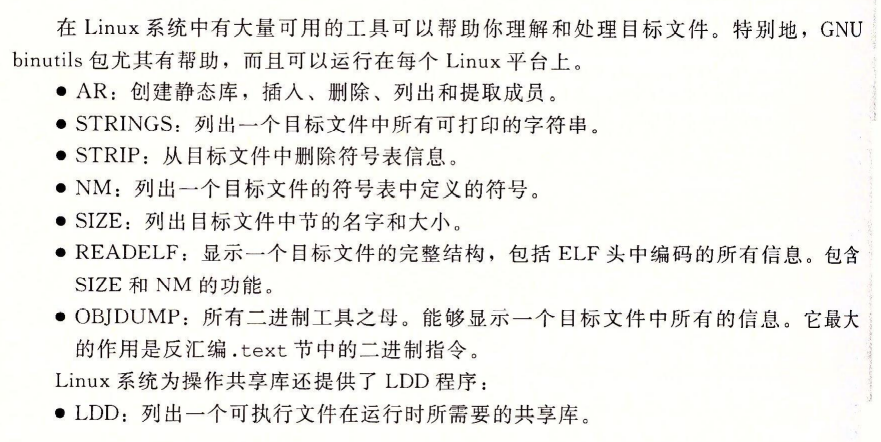 在 Linux 系统中有大量可用的工具可以帮助你理解和处理目标文件。特别地，GNU
binutils 包尤其有帮助，而且可以运行在每个 Linux 平台上。
● AR：创建静态库，插入、删除、列出和提取成员。
● STRINGS：列出一个目标文件中所有可打印的字符串。
● STRIP：从目标文件中删除符号表信息。
● NM：列出一个目标文件的符号表中定义的符号。
● SIZE：列出目标文件中节的名字和大小。
● READELF：显示一个目标文件的完整结构，包括 ELF 头中编码的所有信息。包含
SIZE 和 NM 的功能。
● OBJDUMP：所有二进制工具之母。能够显示一个目标文件中所有的信息。它最大
的作用是反汇编.text 节中的二进制指令。
Linux 系统为操作共享库还提供了 LDD 程序：
● LDD：列出一个可执行文件在运行时所需要的共享库。